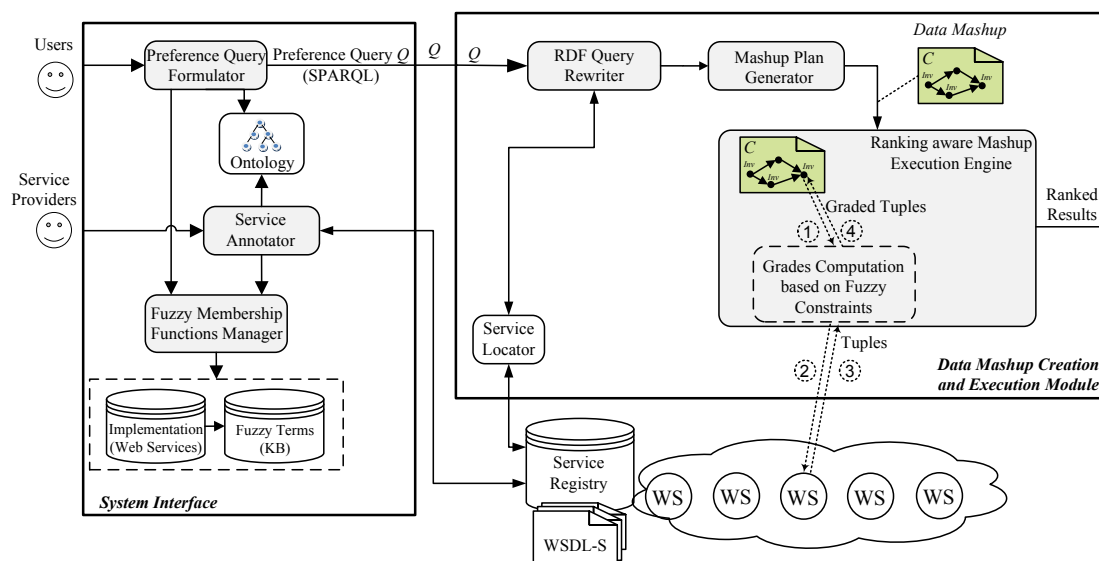 Users
Preference Query
Formulator
Preference Query Q
(SPARQL)
Q
Q
Ontology
Service
Providers
Service
Annotator
Fuzzy Membership
Functions Manager
Implementation
(Web Services)
Fuzzy Terms
(KB)
System Interface
RDF Query
Rewriter
Mashup Plan
Generator
Data Mashup
C
Inv
Inv
Inv
Inv
Ranking aware Mashup
Execution Engine
C
Inv
Inv
Inv
Inv
Graded Tuples
1
4
Grades Computation
based on Fuzzy
Constraints
Ranked
Results
Service
Locator
Tuples
2
3
Data Mashup Creation
and Execution Module
Service
Registry
WSDL-S
WS
WS
WS
WS
WS